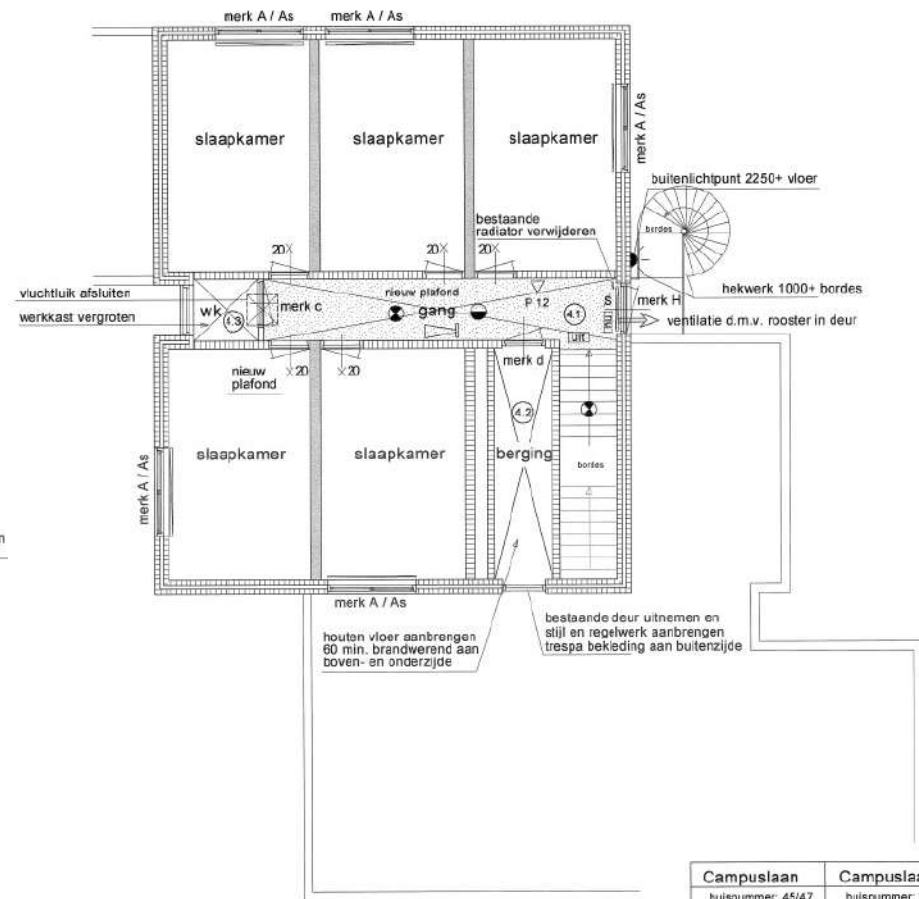 merk A / As
merk A / As
slaapkamer
slaapkamer
slaapkamer
merk A / As
buitenlichtpunt 2250+ vloer
bordes
bestaande
radiator verwijderen
20
20
20
hekwerk 1000+ bordes
vluchtluik afsluiten
werkkast vergroten
wk
4.3
merk c
nieuw plafond
gang
P 12
4.1
S
merk H
ventilatie d.m.v. rooster in deur
uit
nieuw
plafond
20
20
merk d
4.2
slaapkamer
slaapkamer
berging
bordes
merk A / As
merk A / As
houten vloer aanbrengen
60 min. brandwerend aan
boven- en onderzijde
bestaande deur uitnemen en
stijl en regelwerk aanbrengen
trespa bekleding aan buitenzijde
Campuslaan
huisnummer: 45/47
Campuslaa
huisnummer: